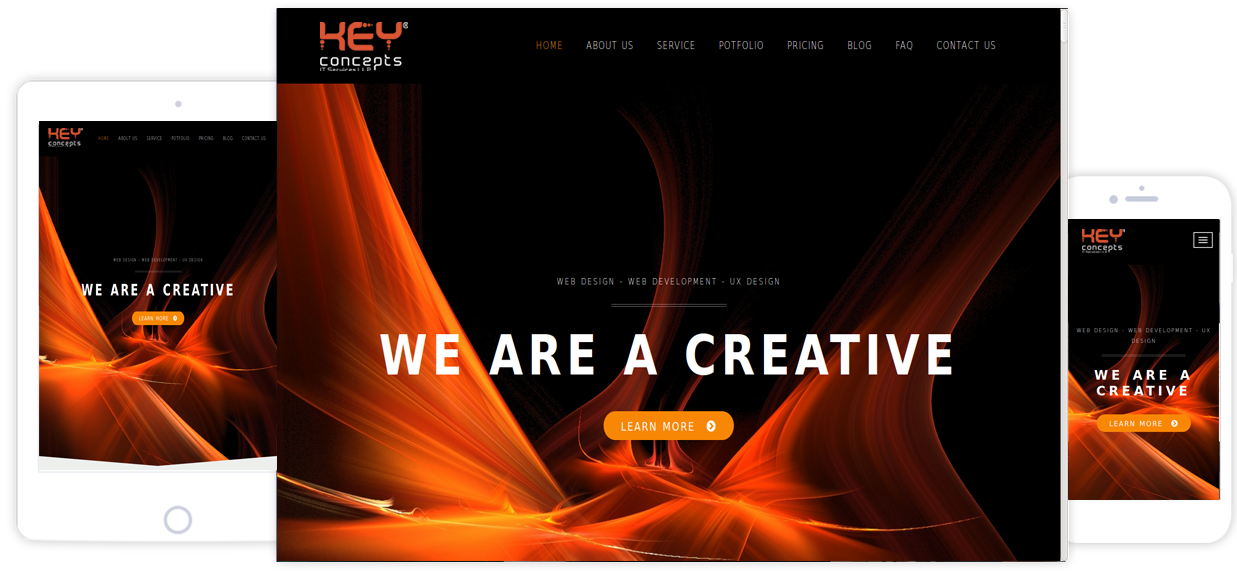 KEY
concepts
IT Services LLP
HOME ABOUT US SERVICE POTFOLIO PRICING BLOG FAQ CONTACT US
WEB DESIGN - WEB DEVELOPMENT - UX DESIGN
WE ARE A CREATIVE
LEARN MORE
KEY
concepts
HOME ABOUT US SERVICE POTFOLIO PRICING BLOG CONTACT US
WEB DESIGN - WEB DEVELOPMENT - UX DESIGN
WE ARE A CREATIVE
LEARN MORE
KEY
concepts
IT Services LLP
WEB DESIGN - WEB DEVELOPMENT - UX
DESIGN
WE ARE A
CREATIVE
LEARN MORE